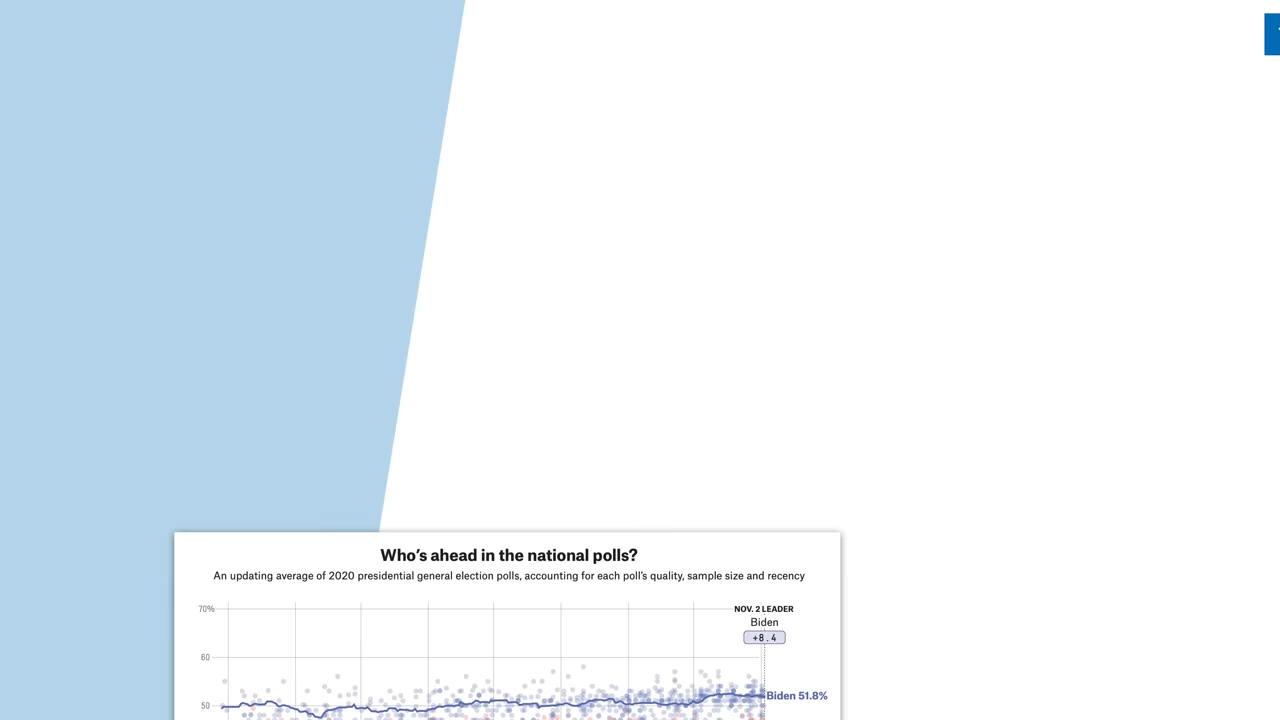 Who's ahead in the national polls?
An updating average of 2020 presidential general election polls, accounting for each poll's quality, sample size and recency
70%
NOV. 2 LEADER
Biden
+8.4
60
Biden 51.8%
50